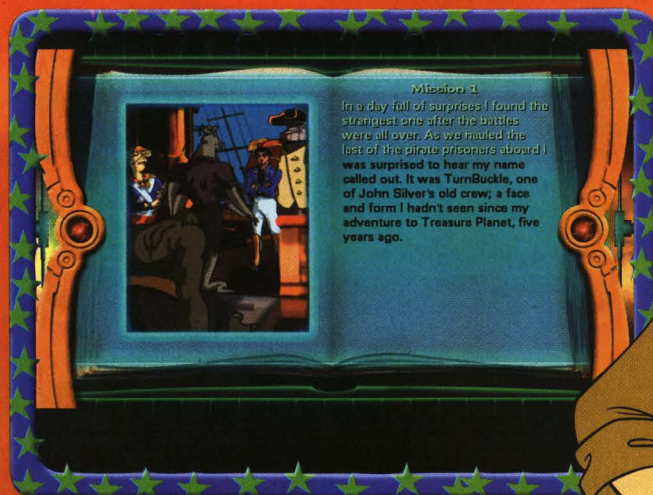 Mission 1
In a day full of surprises I found the
strangest one after the battles
were all over. As we hauled the
last of the pirate prisoners aboard I
was surprised to hear my name
called out. It was TurnBuckle, one
of John Silver's old crew; a face
and form I hadn't seen since my
adventure to Treasure Planet, five
years ago.